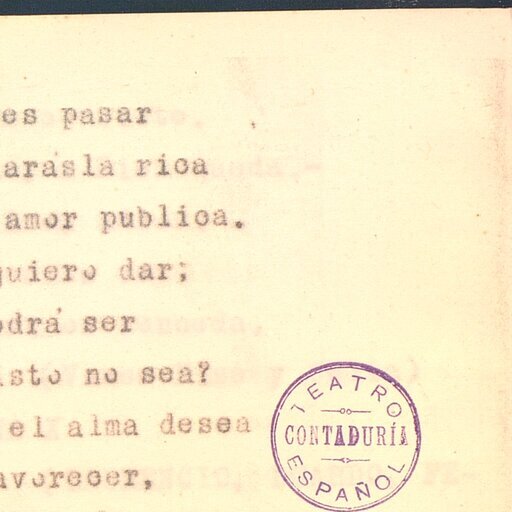 es pasar
arásla rica
amor publica.
quiero dar;
odrá ser
isto no sea?
el alma desea
avorecer,
TEATRO
CONTADURÍA
ESPAÑOL